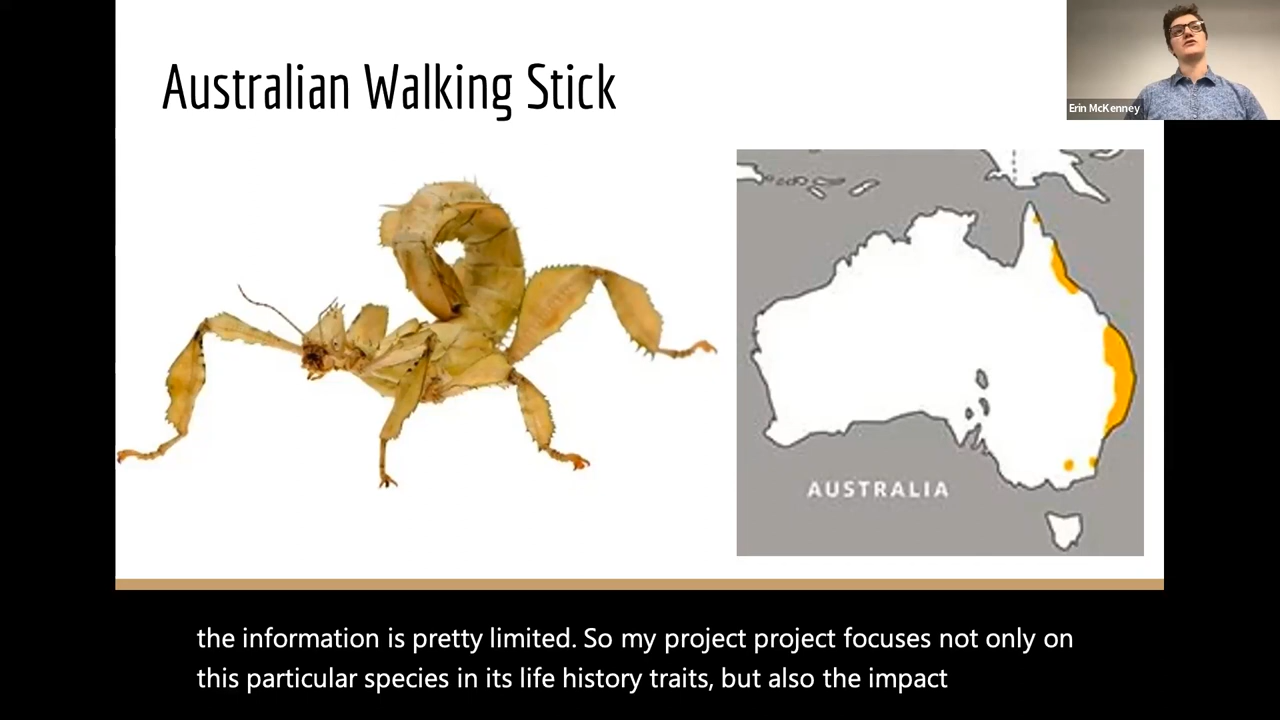 Australian Walking Stick
Erin McKenney
AUSTRALIA
the information is pretty limited. So my project project focuses not only on
this particular species in its life history traits, but also the impact